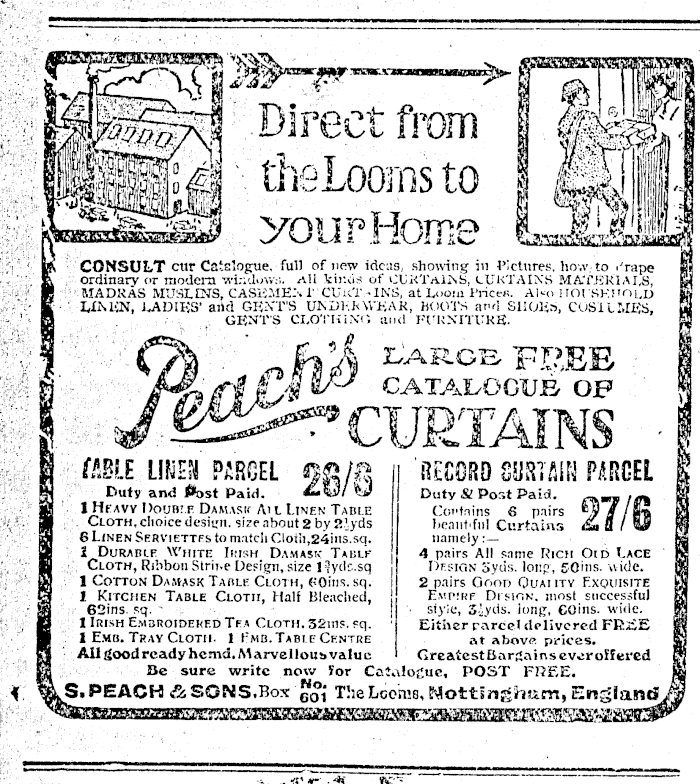 Direct from
the Looms to
your Home
CONSULT our Catalogue, full of new ideas, showing in Pictures, how to drape
ordinary or modern windows. All kinds of CURTAINS, CURTAINS MATERIALS,
MADRAS MUSLINS, CASEMENT CURTAINS, at Loom Prices. Also HOUSEHOLD
LINEN, LADIES' and GENT'S UNDERWEAR, BOOTS and SHOES, COSTUMES,
GENT'S CLOTHING and FURNITURE.
Peach's LARGE FREE
CATALOGUE OF
CURTAINS
TABLE LINEN PARCEL 26/6
Duty and Post Paid.
1 HEAVY DOUBLE DAMASK ALL LINEN TABLE
CLOTH, choice design, size about 2 by 2½yds
6 LINEN SERVIETTES to match Cloth, 24ins.sq.
1 DURABLE WHITE IRISH DAMASK TABLE
CLOTH, Ribbon Stripe Design, size yds.sq
1 COTTON DAMASK TABLE CLOTH, 60ins. sq.
1 KITCHEN TABLE CLOTH, Half Bleached,
62ins. sq.
1 IRISH EMBROIDERED TEA CLOTH, 32ins. sq
1 EMB. TRAY CLOTH. 1 EMB. TABLE CENTRE
All good ready hemd. Marvellous value
RECORD CURTAIN PARCEL
Duty & Post Paid.
Contains 6 pairs
beautiful Curtains
namely:—
27/6
4 pairs All same RICH OLD LACE
DESIGN 3yds. long, 50ins. wide.
2 pairs GOOD QUALITY EXQUISITE
EMPIRE DESIGN, most successful
style, 3½yds. long, 60ins. wide.
Either parcel delivered FREE
at above prices.
Greatest Bargains ever offered
Be sure write now for Catalogue, POST FREE.
S. PEACH & SONS, Box No. 601 The Looms, Nottingham, England